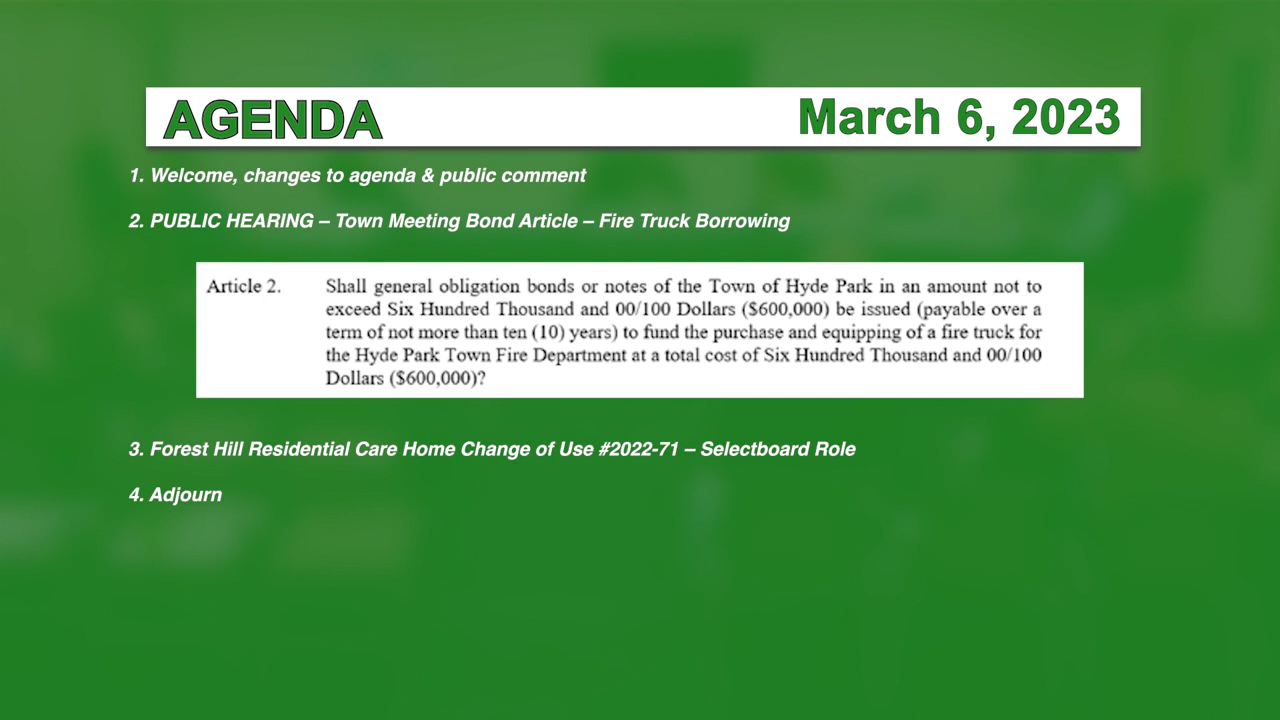 AGENDA March 6, 2023
1. Welcome, changes to agenda & public comment
2. PUBLIC HEARING – Town Meeting Bond Article – Fire Truck Borrowing
Article 2. Shall general obligation bonds or notes of the Town of Hyde Park in an amount not to
exceed Six Hundred Thousand and 00/100 Dollars ($600,000) be issued (payable over a
term of not more than ten (10) years) to fund the purchase and equipping of a fire truck for
the Hyde Park Town Fire Department at a total cost of Six Hundred Thousand and 00/100
Dollars ($600,000)?
3. Forest Hill Residential Care Home Change of Use #2022-71 – Selectboard Role
4. Adjourn